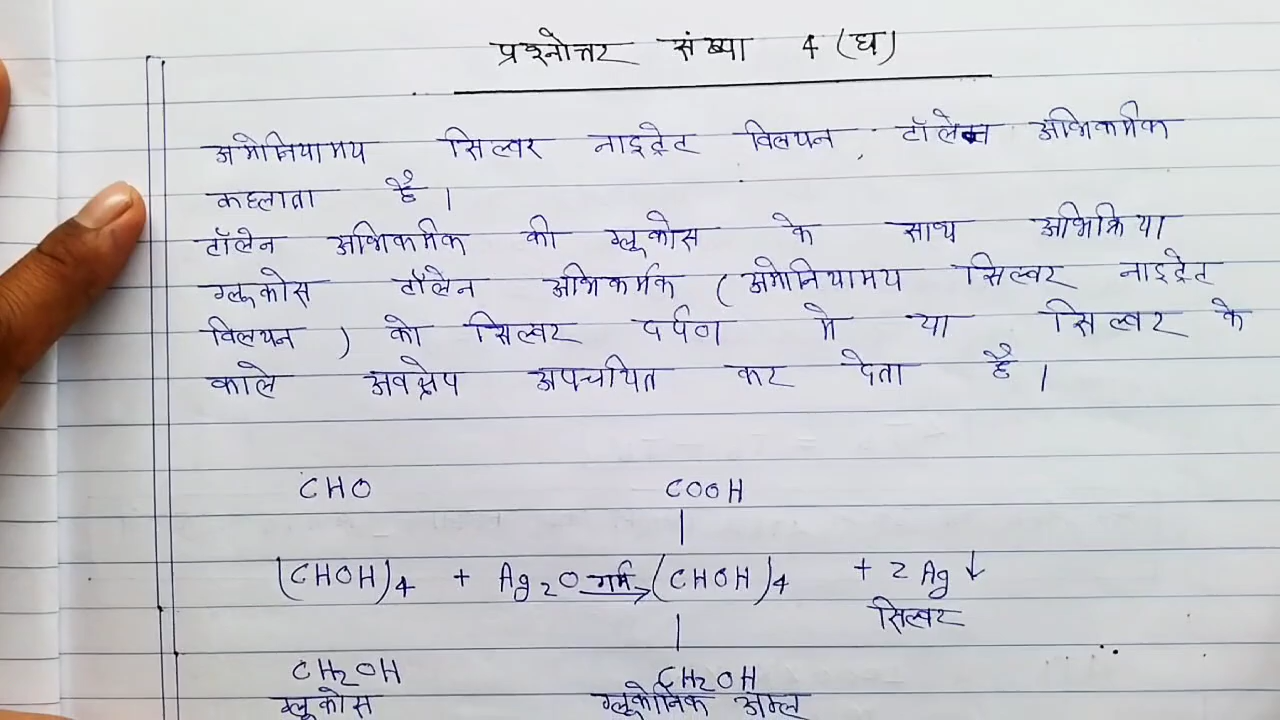 प्रश्नोत्तर संख्या 4 (घ)
अमोनियामय सिल्वर नाइट्रेट विलयन टॉलेन अभिकर्मक
कहलाता है ।
टॉलेन अभिकर्मक की ग्लूकोस के साथ अभिक्रिया
ग्लूकोस टॉलेन अभिकर्मक ( अमोनियामय सिल्वर नाइट्रेट
विलयन ) को सिल्वर दर्पण मे या सिल्वर के
काले अवक्षेप अपचयित कर देता है ।
CHO COOH
(CHOH)4 + Ag2O गर्म → (CHOH)4 + 2 Ag ↓
सिल्वर
CH2OH CH2OH
ग्लूकोस ग्लूकोनिक अम्ल